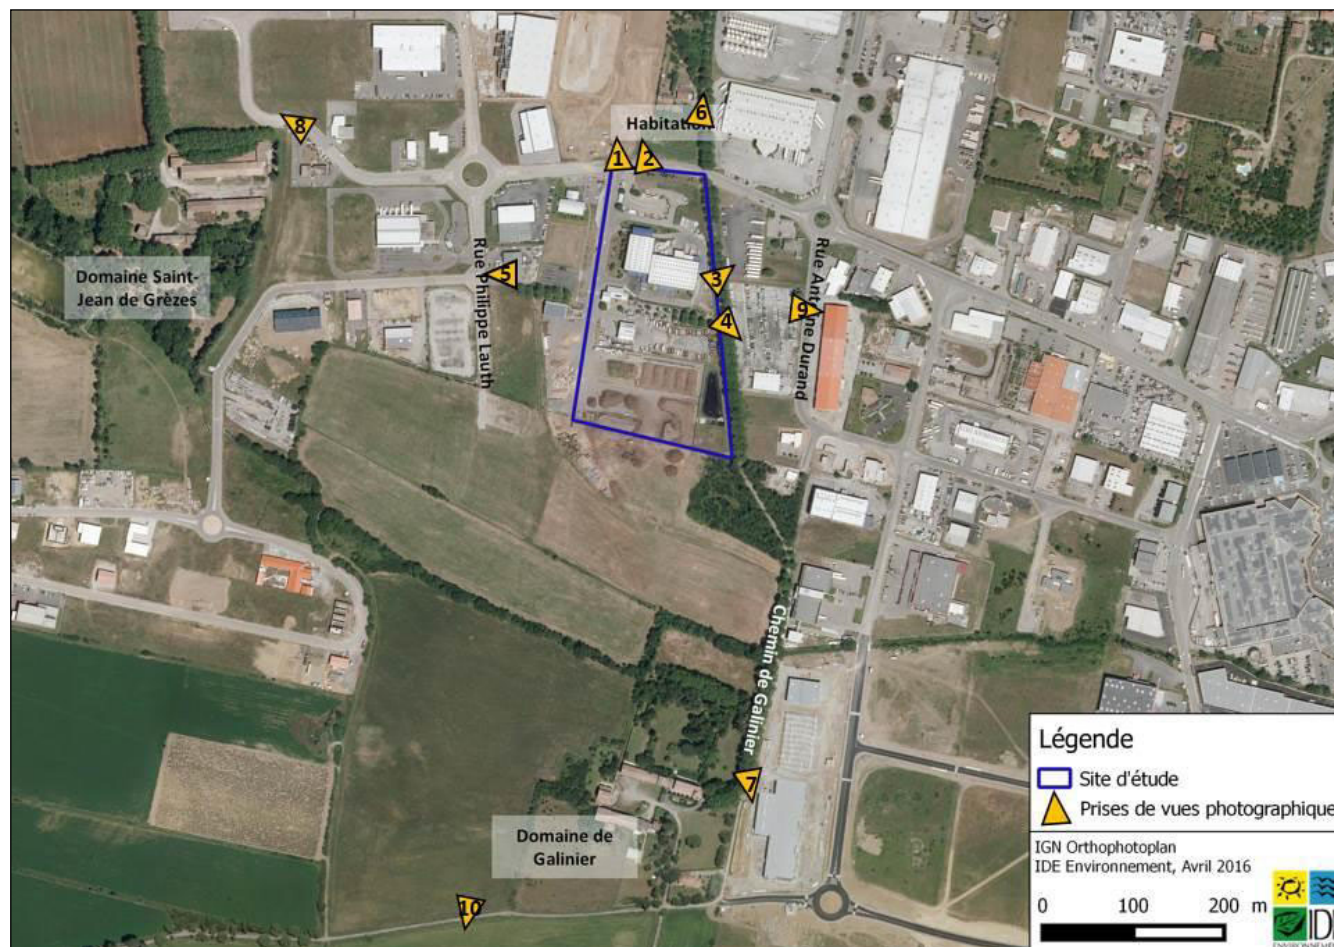 6
Habitation
8
1
2
Rue Philippe Lauth
5
Domaine Saint-
Jean de Grèzes
3
4
9
Rue Antoine Durand
Chemin de Galinier
7
Domaine de
Galinier
10
Légende
Site d'étude
Prises de vues photographique
IGN Orthophotoplan
IDE Environnement, Avril 2016
0 100 200 m
ID